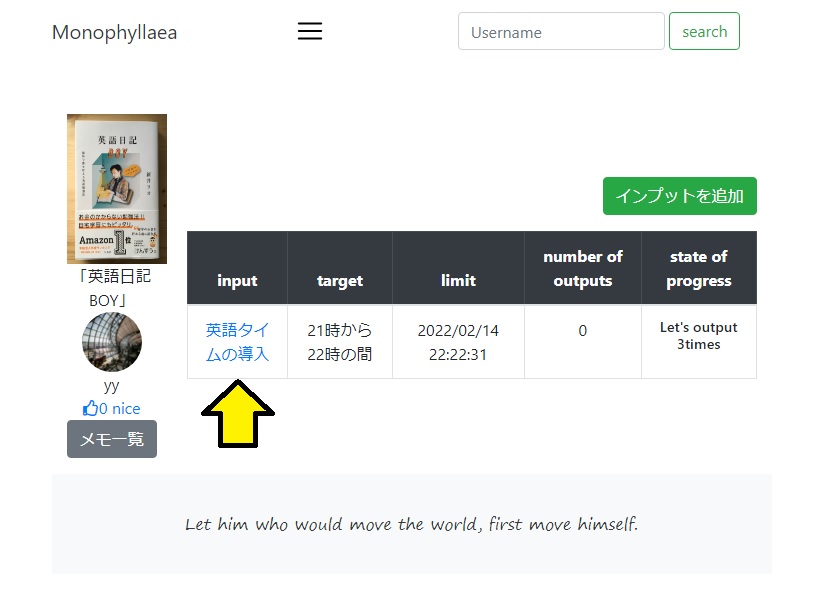 Monophyllaea
Username
search
英語日記
BOY
Amazon 1位
「英語日記
BOY」
yy
0 nice
メモ一覧
インプットを追加
input
target
limit
number of
outputs
state of
progress
英語タイ
ムの導入
21時から
22時の間
2022/02/14
22:22:31
0
Let's output
3times
Let him who would move the world, first move himself.